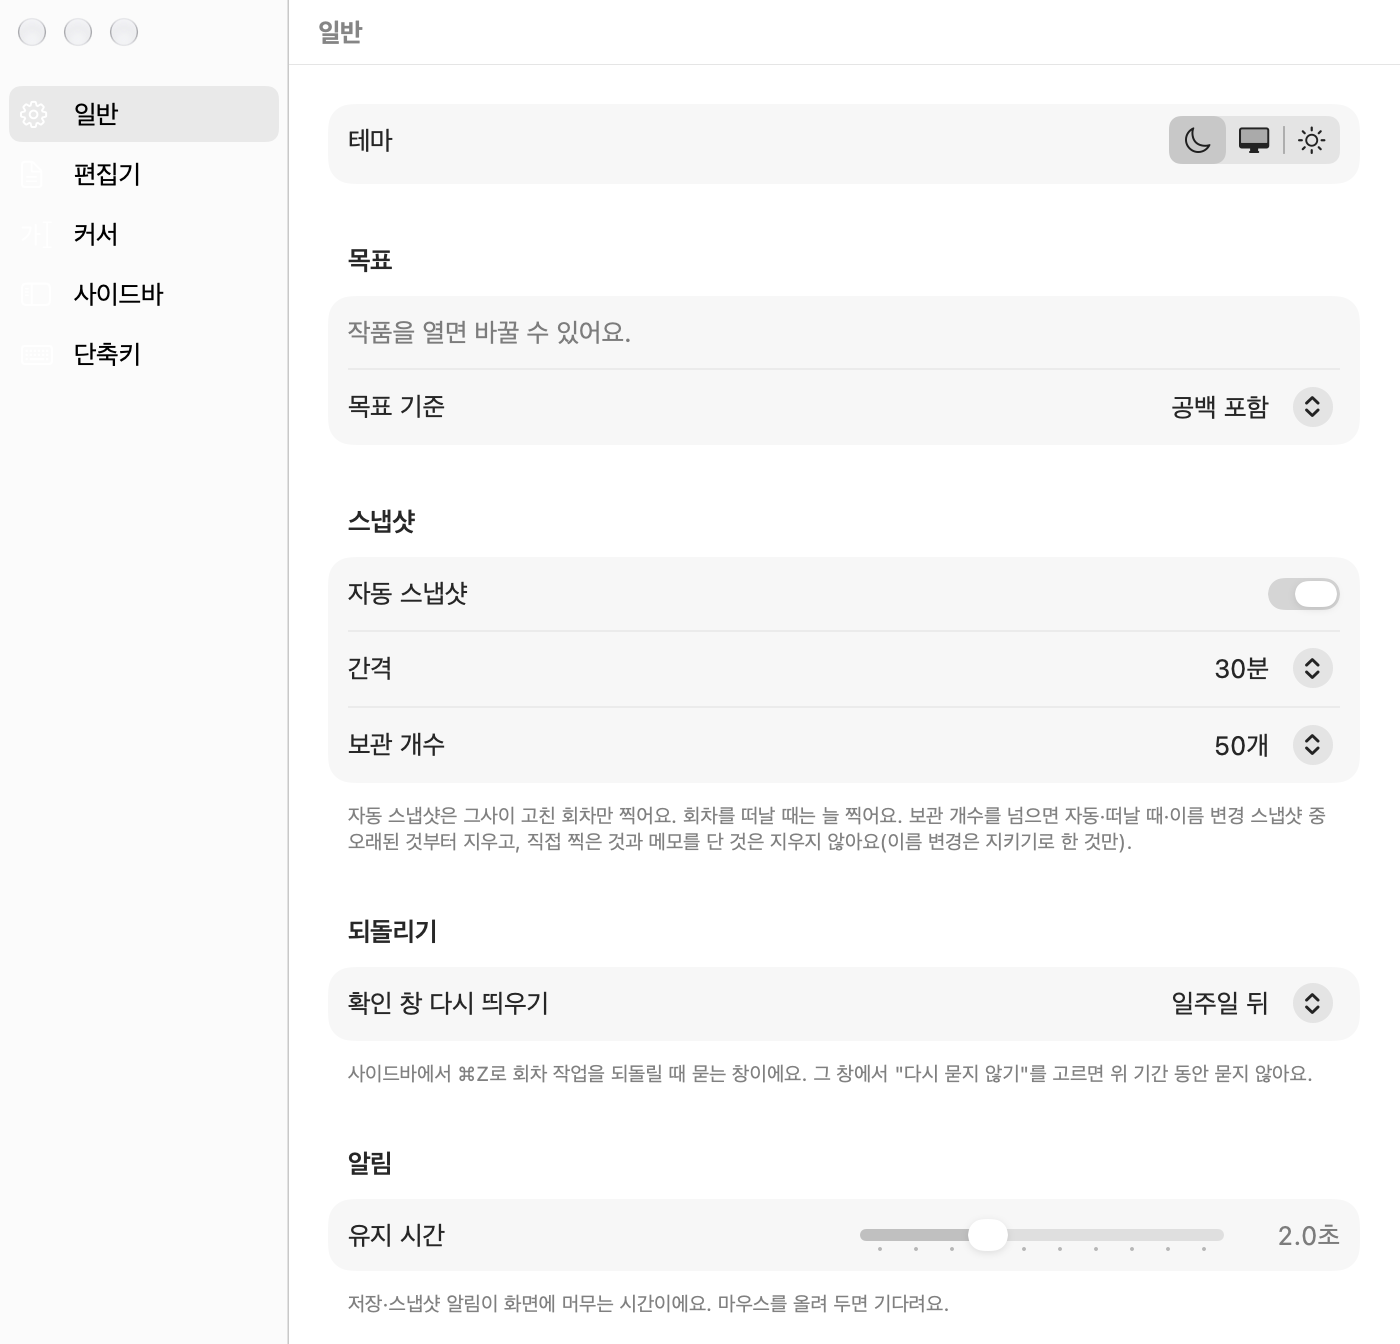 일반
일반
편집기
커서
사이드바
단축키
테마
목표
작품을 열면 바꿀 수 있어요.
목표 기준 공백 포함
스냅샷
자동 스냅샷
간격 30분
보관 개수 50개
자동 스냅샷은 그사이 고친 회차만 찍어요. 회차를 떠날 때는 늘 찍어요. 보관 개수를 넘으면 자동·떠날 때·이름 변경 스냅샷 중
오래된 것부터 지우고, 직접 찍은 것과 메모를 단 것은 지우지 않아요(이름 변경은 지키기로 한 것만).
되돌리기
확인 창 다시 띄우기 일주일 뒤
사이드바에서 ⌘Z로 회차 작업을 되돌릴 때 묻는 창이에요. 그 창에서 "다시 묻지 않기"를 고르면 위 기간 동안 묻지 않아요.
알림
유지 시간 2.0초
저장·스냅샷 알림이 화면에 머무는 시간이에요. 마우스를 올려 두면 기다려요.